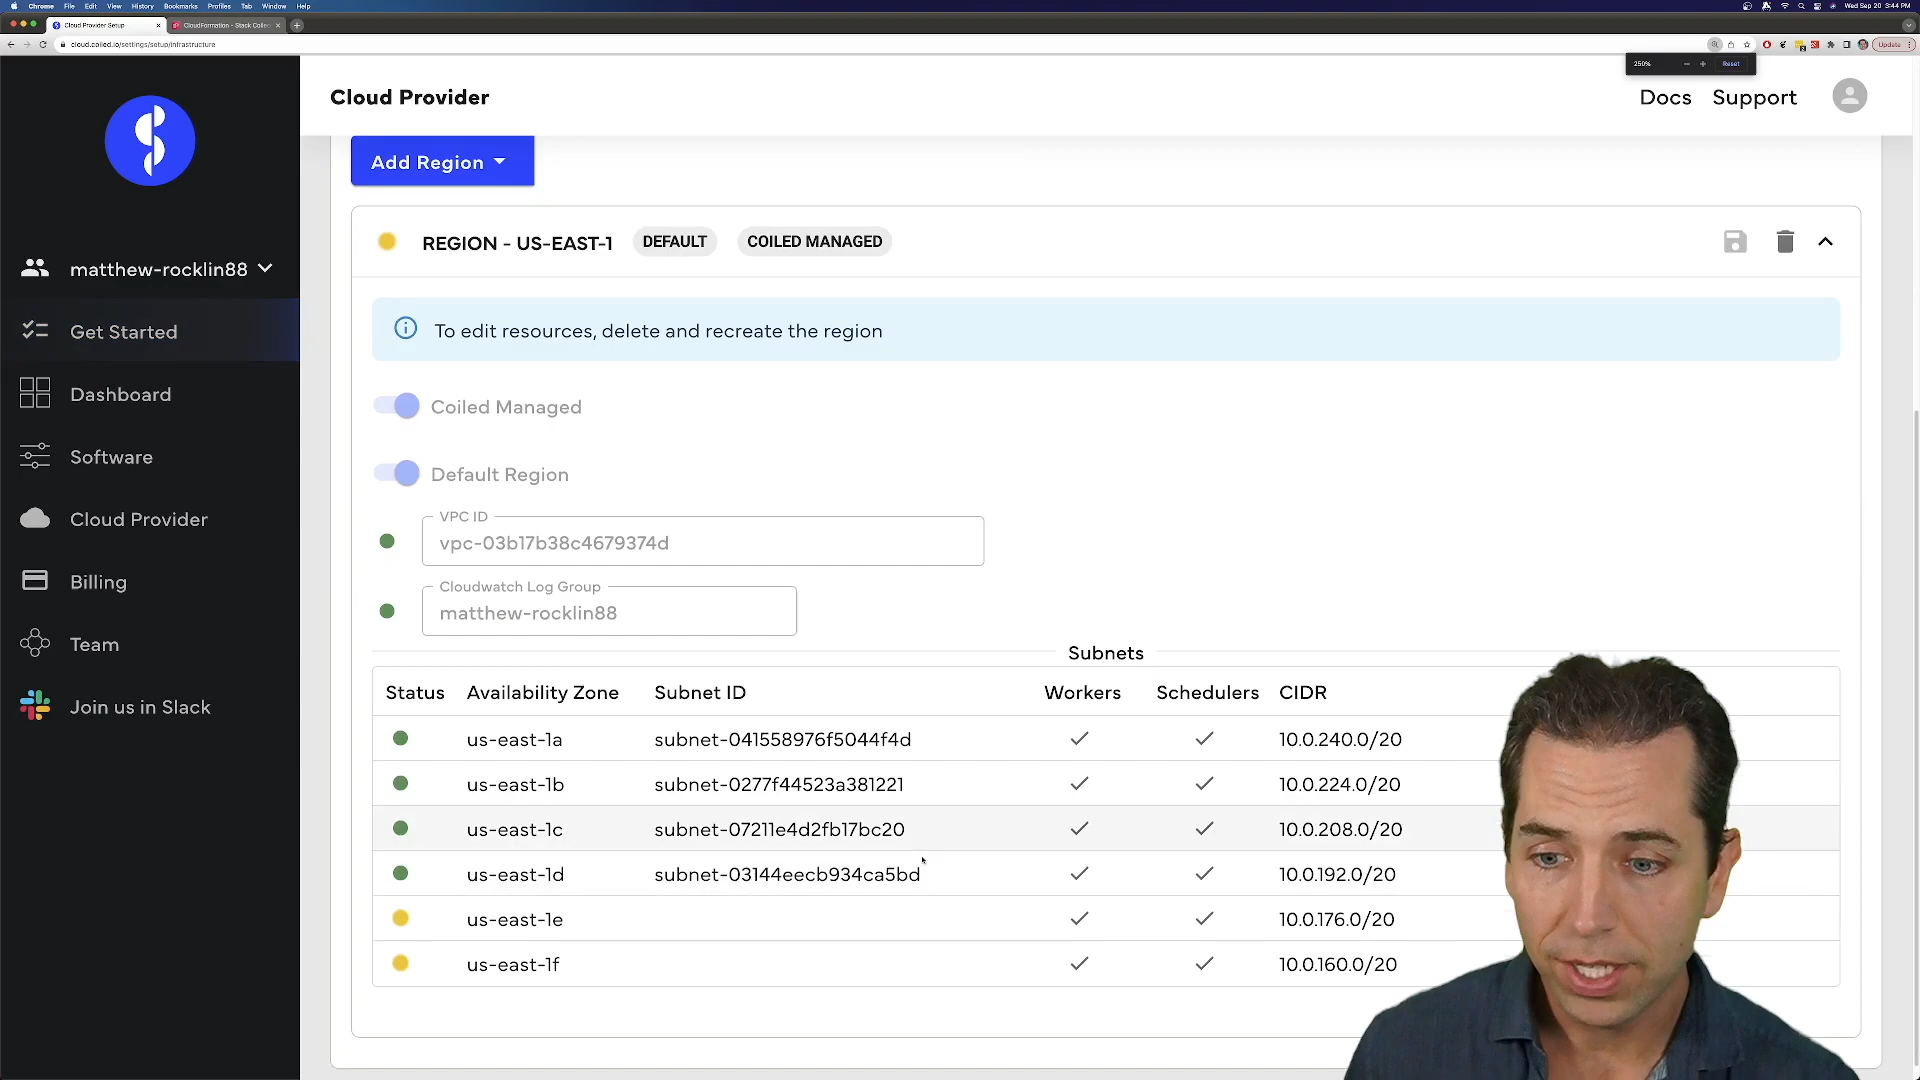 Chrome File Edit View History Bookmarks Profiles Tab Window Help
Wed Sep 20 3:44 PM
Cloud Provider Setup
CloudFormation - Stack Coiled
cloud.coiled.io/settings/setup/infrastructure
Update
250%
Reset
Cloud Provider
Docs
Support
matthew-rocklin88
Get Started
Dashboard
Software
Cloud Provider
Billing
Team
Join us in Slack
Add Region
REGION - US-EAST-1
DEFAULT
COILED MANAGED
To edit resources, delete and recreate the region
Coiled Managed
Default Region
VPC ID
vpc-03b17b38c4679374d
Cloudwatch Log Group
matthew-rocklin88
Subnets
Status Availability Zone Subnet ID Workers Schedulers CIDR
us-east-1a subnet-041558976f5044f4d 10.0.240.0/20
us-east-1b subnet-0277f44523a381221 10.0.224.0/20
us-east-1c subnet-07211e4d2fb17bc20 10.0.208.0/20
us-east-1d subnet-03144eecb934ca5bd 10.0.192.0/20
us-east-1e 10.0.176.0/20
us-east-1f 10.0.160.0/20